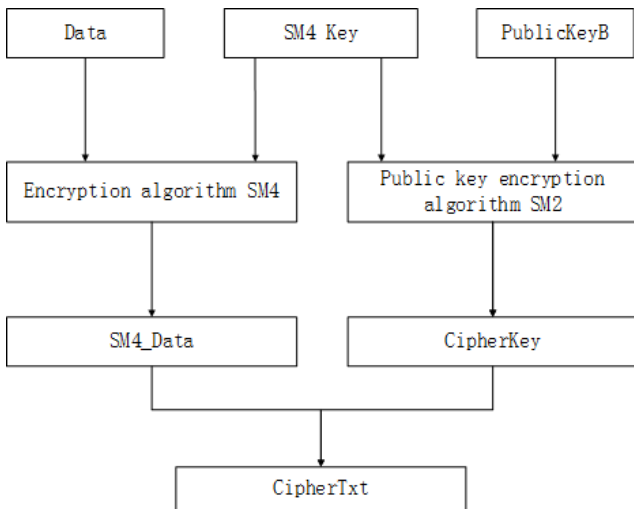 Data
SM4 Key
PublicKeyB
Encryption algorithm SM4
Public key encryption
algorithm SM2
SM4_Data
CipherKey
CipherTxt